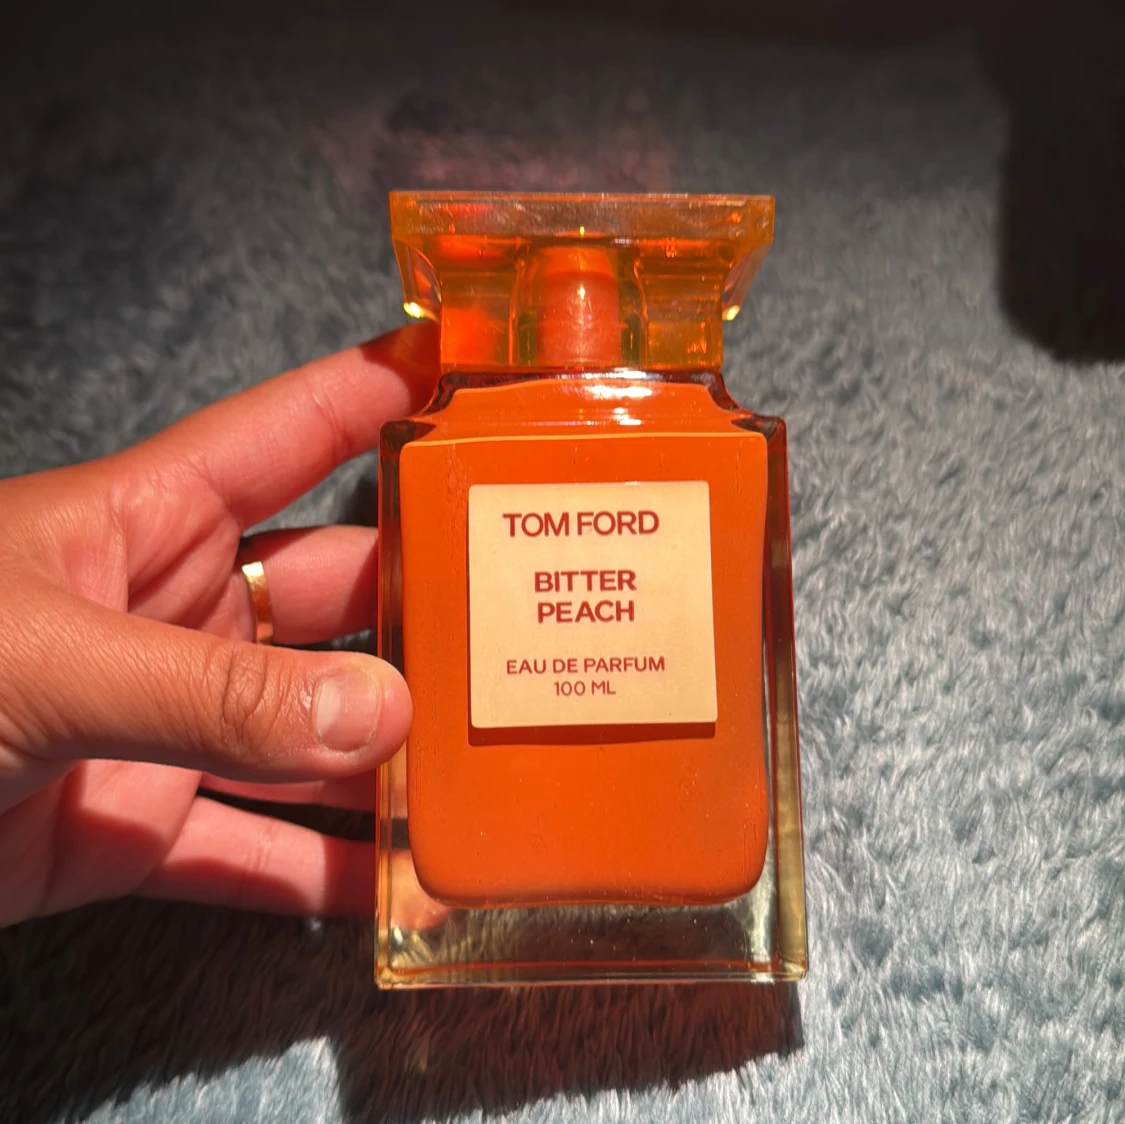 TOM FORD
BITTER
PEACH
EAU DE PARFUM
100 ML